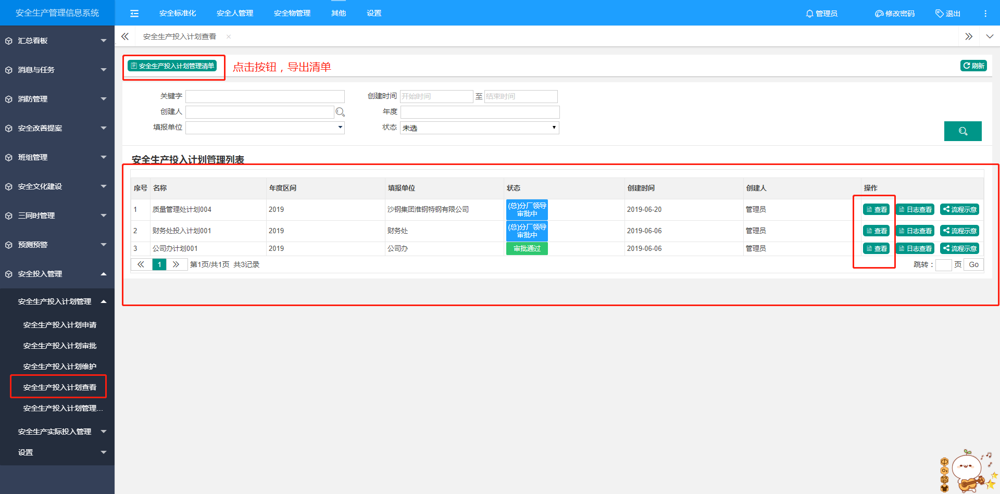 安全生产管理信息系统
安全标准化 安全人管理 安全物管理 其他 设置 管理员 修改密码 退出
汇总看板
消息与任务
消防管理
安全改善提案
班组管理
安全文化建设
三同时管理
预测预警
安全投入管理
安全生产投入计划管理
安全生产投入计划申请
安全生产投入计划审批
安全生产投入计划维护
安全生产投入计划查看
安全生产投入计划管理...
安全生产实际投入管理
设置
安全生产投入计划查看
安全生产投入计划管理清单 点击按钮，导出清单 刷新
关键字 创建时间 开始时间 至 结束时间
创建人 年度
填报单位 状态 未选
安全生产投入计划管理列表
序号 名称 年度区间 填报单位 状态 创建时间 创建人 操作
1 质量管理处计划004 2019 沙钢集团淮钢特钢有限公司 (总)分厂领导审批中 2019-06-20 管理员 查看 日志查看 流程示意
2 财务处投入计划001 2019 财务处 (总)分厂领导审批中 2019-06-06 管理员 查看 日志查看 流程示意
3 公司办计划001 2019 公司办 审批通过 2019-06-06 管理员 查看 日志查看 流程示意
1 第1页/共1页 共3记录 跳转： 页 Go
中
简